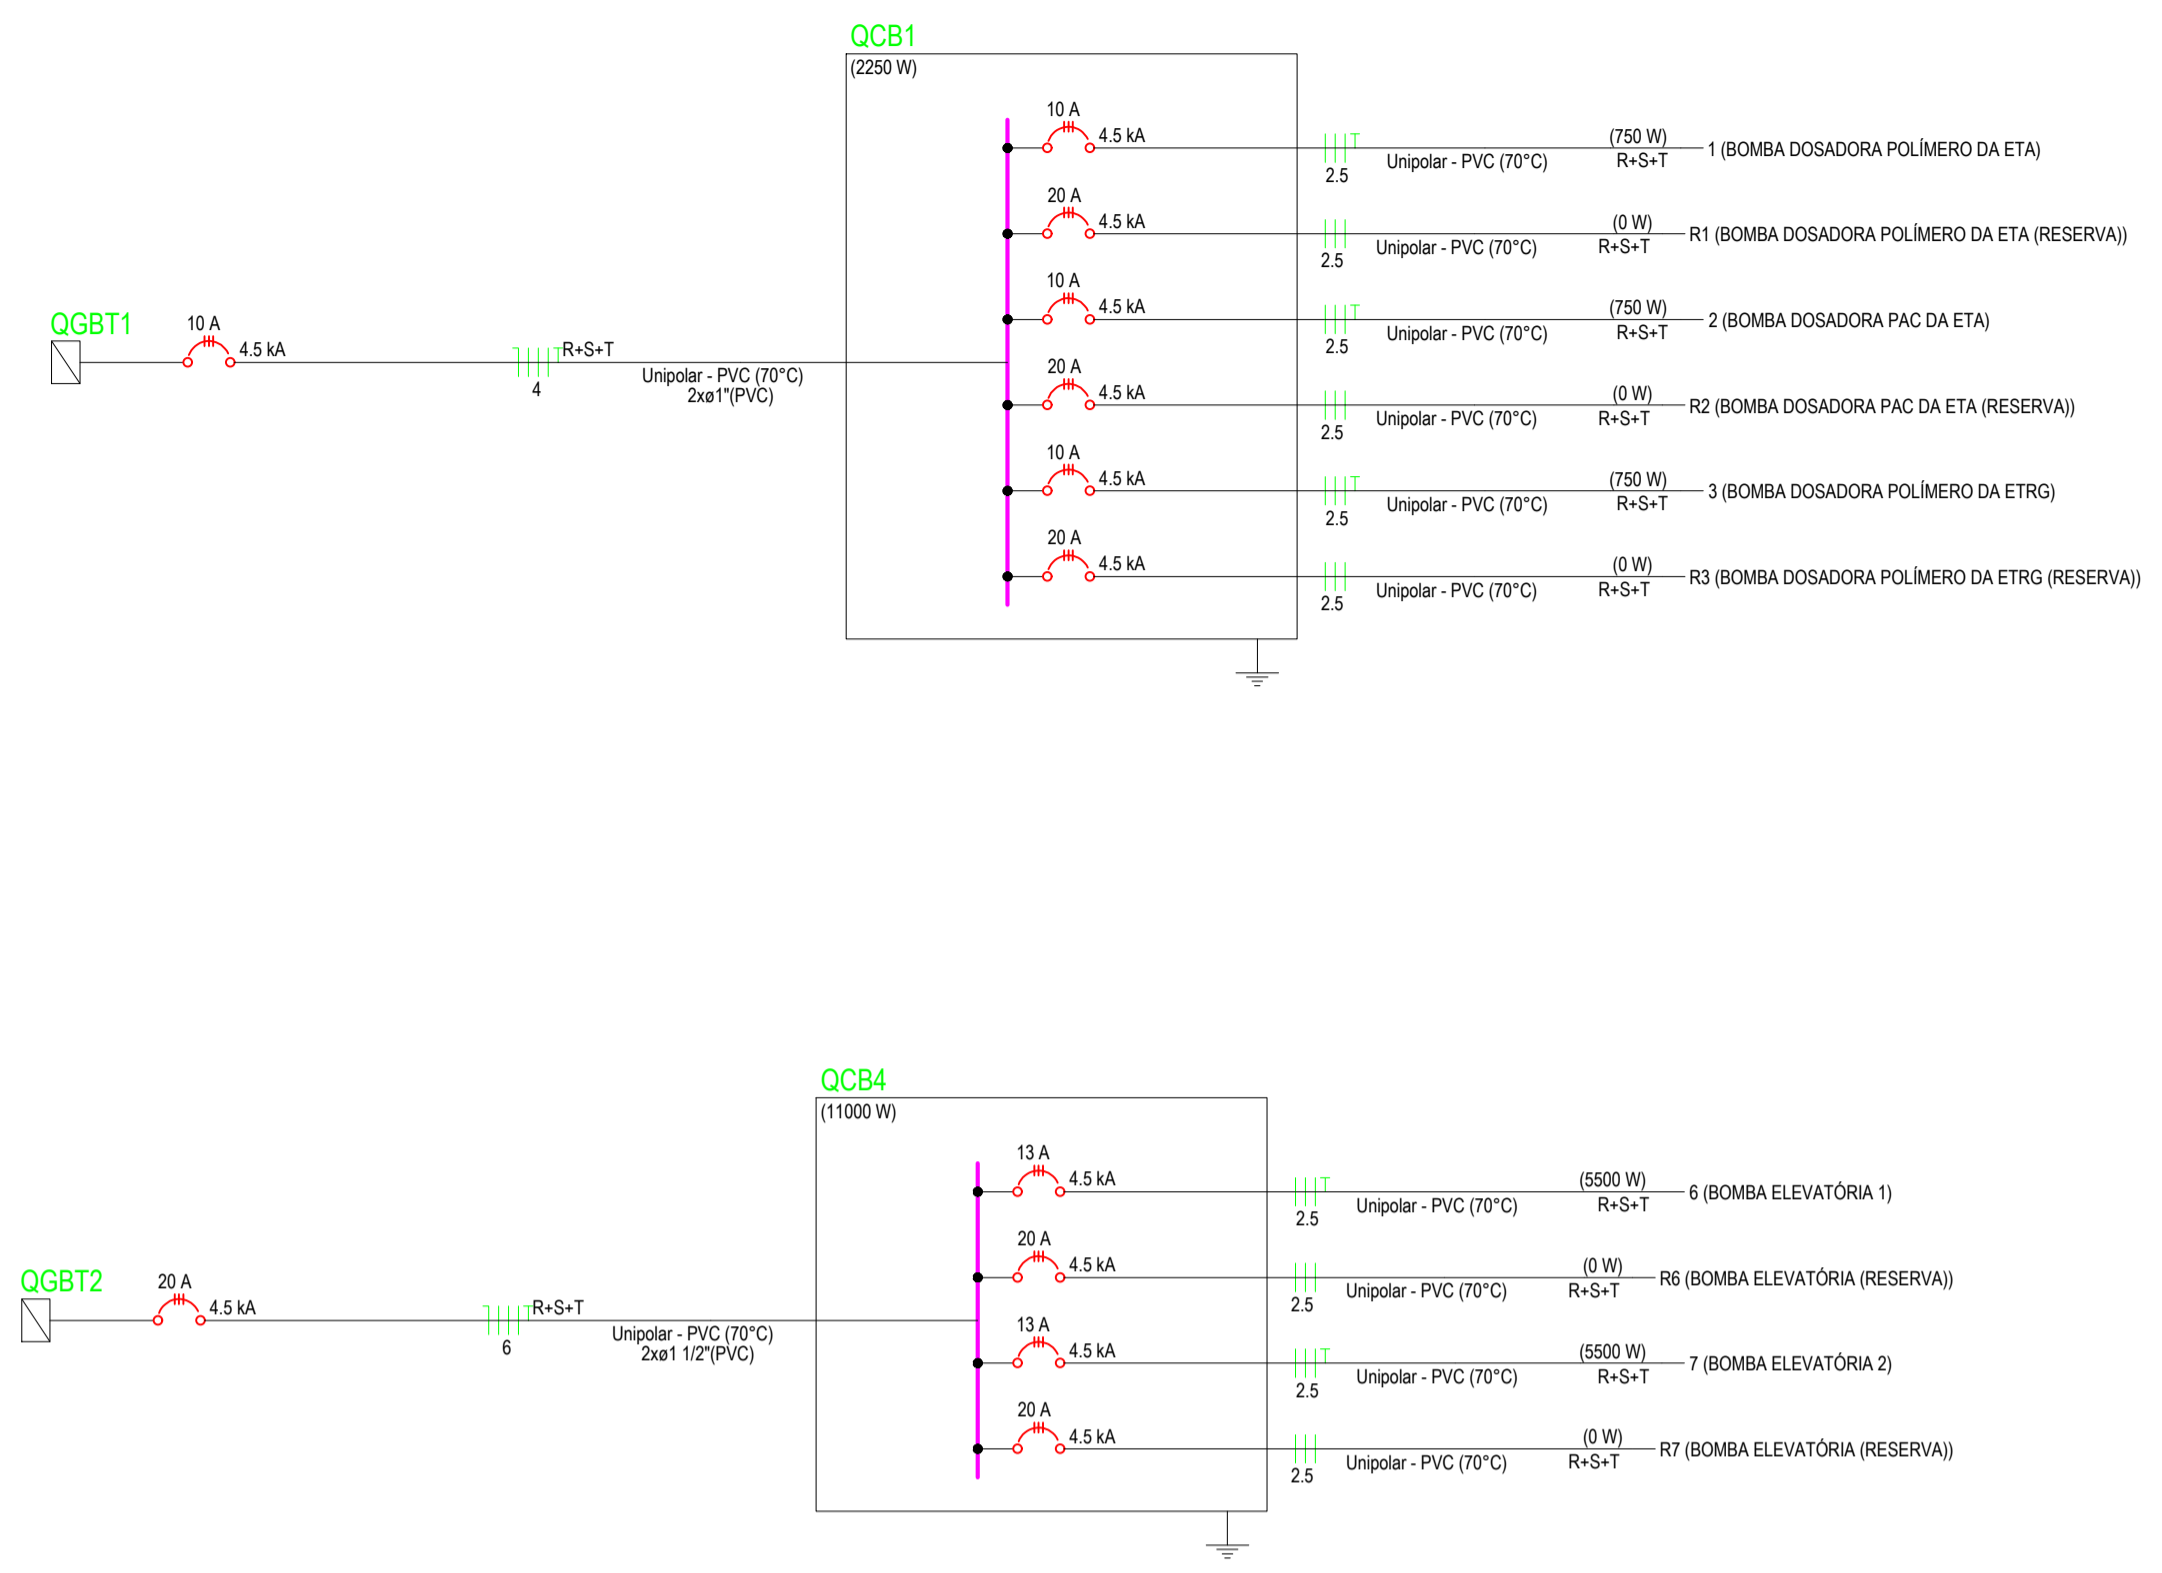 QCB1
(2250 W)
10 A
4.5 kA
2.5
Unipolar - PVC (70°C)
(750 W)
R+S+T
1 (BOMBA DOSADORA POLÍMERO DA ETA)
20 A
4.5 kA
2.5
Unipolar - PVC (70°C)
(0 W)
R+S+T
R1 (BOMBA DOSADORA POLÍMERO DA ETA (RESERVA))
10 A
4.5 kA
2.5
Unipolar - PVC (70°C)
(750 W)
R+S+T
2 (BOMBA DOSADORA PAC DA ETA)
QGBT1
10 A
4.5 kA
T
R+S+T
4
Unipolar - PVC (70°C)
2xø1"(PVC)
20 A
4.5 kA
2.5
Unipolar - PVC (70°C)
(0 W)
R+S+T
R2 (BOMBA DOSADORA PAC DA ETA (RESERVA))
10 A
4.5 kA
2.5
Unipolar - PVC (70°C)
(750 W)
R+S+T
3 (BOMBA DOSADORA POLÍMERO DA ETRG)
20 A
4.5 kA
2.5
Unipolar - PVC (70°C)
(0 W)
R+S+T
R3 (BOMBA DOSADORA POLÍMERO DA ETRG (RESERVA))
QCB4
(11000 W)
13 A
4.5 kA
2.5
Unipolar - PVC (70°C)
(5500 W)
R+S+T
6 (BOMBA ELEVATÓRIA 1)
20 A
4.5 kA
2.5
Unipolar - PVC (70°C)
(0 W)
R+S+T
R6 (BOMBA ELEVATÓRIA (RESERVA))
QGBT2
20 A
4.5 kA
T
R+S+T
6
Unipolar - PVC (70°C)
2xø1 1/2"(PVC)
13 A
4.5 kA
2.5
Unipolar - PVC (70°C)
(5500 W)
R+S+T
7 (BOMBA ELEVATÓRIA 2)
20 A
4.5 kA
2.5
Unipolar - PVC (70°C)
(0 W)
R+S+T
R7 (BOMBA ELEVATÓRIA (RESERVA))